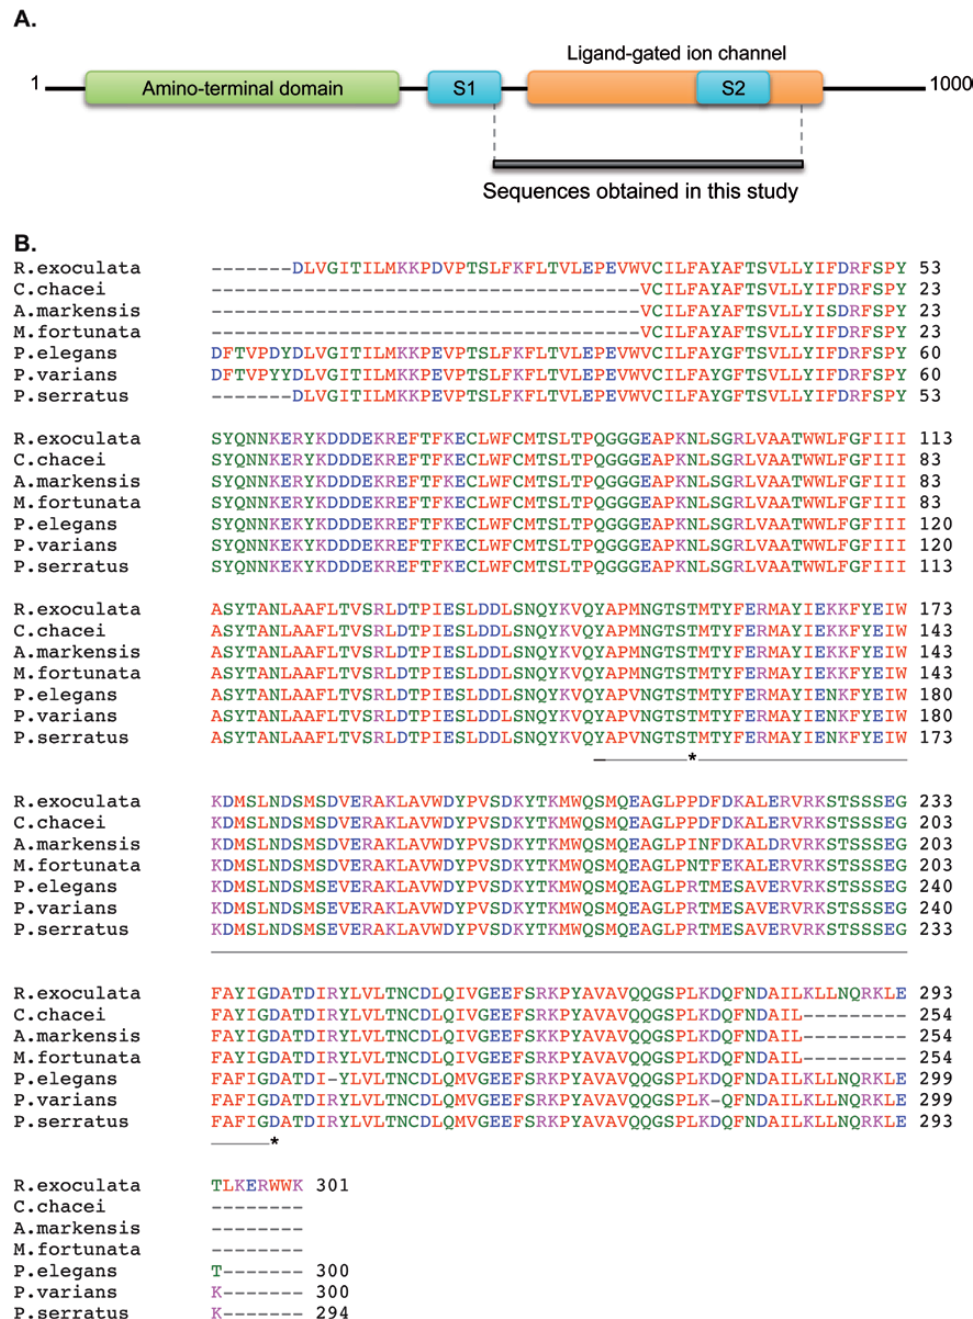 A.
Ligand-gated ion channel
1 Amino-terminal domain S1 S2 1000
Sequences obtained in this study
B.
R.exoculata -------DLVGITILMKKPDVPTSLFKFLTVLEPEVWVCILFAYAFTSVLLYIFDRFSPY 53
C.chacei -------------------------------------VCILFAYAFTSVLLYIFDRFSPY 23
A.markensis -------------------------------------VCILFAYAFTSVLLYISDRFSPY 23
M.fortunata -------------------------------------VCILFAYAFTSVLLYIFDRFSPY 23
P.elegans DFTVPDYDLVGITILMKKPEVPTSLFKFLTVLEPEVWVCILFAYGFTSVLLYIFDRFSPY 60
P.varians DFTVPYYDLVGITILMKKPEVPTSLFKFLTVLEPEVWVCILFAYGFTSVLLYIFDRFSPY 60
P.serratus -------DLVGITILMKKPEVPTSLFKFLTVLEPEVWVCILFAYGFTSVLLYIFDRFSPY 53
R.exoculata SYQNNKERYKDDDEKREFTFKECLWFCMTSLTPQGGGEAPKNLSGRLVAATWWLFGFIII 113
C.chacei SYQNNKERYKDDDEKREFTFKECLWFCMTSLTPQGGGEAPKNLSGRLVAATWWLFGFIII 83
A.markensis SYQNNKERYKDDDEKREFTFKECLWFCMTSLTPQGGGEAPKNLSGRLVAATWWLFGFIII 83
M.fortunata SYQNNKERYKDDDEKREFTFKECLWFCMTSLTPQGGGEAPKNLSGRLVAATWWLFGFIII 83
P.elegans SYQNNKEKYKDDDEKREFTFKECLWFCMTSLTPQGGGEAPKNLSGRLVAATWWLFGFIII 120
P.varians SYQNNKEKYKDDDEKREFTFKECLWFCMTSLTPQGGGEAPKNLSGRLVAATWWLFGFIII 120
P.serratus SYQNNKEKYKDDDEKREFTFKECLWFCMTSLTPQGGGEAPKNLSGRLVAATWWLFGFIII 113
R.exoculata ASYTANLAAFLTVSRLDTPIESLDDLSNQYKVQYAPMNGTSTMTYFERMAYIEKKFYEIW 173
C.chacei ASYTANLAAFLTVSRLDTPIESLDDLSNQYKVQYAPMNGTSTMTYFERMAYIEKKFYEIW 143
A.markensis ASYTANLAAFLTVSRLDTPIESLDDLSNQYKVQYAPMNGTSTMTYFERMAYIEKKFYEIW 143
M.fortunata ASYTANLAAFLTVSRLDTPIESLDDLSNQYKVQYAPMNGTSTMTYFERMAYIEKKFYEIW 143
P.elegans ASYTANLAAFLTVSRLDTPIESLDDLSNQYKVQYAPVNGTSTMTYFERMAYIENKFYEIW 180
P.varians ASYTANLAAFLTVSRLDTPIESLDDLSNQYKVQYAPVNGTSTMTYFERMAYIENKFYEIW 180
P.serratus ASYTANLAAFLTVSRLDTPIESLDDLSNQYKVQYAPVNGTSTMTYFERMAYIENKFYEIW 173
*
R.exoculata KDMSLNDSMSDVERAKLAVWDYPVSDKYTKMWQSMQEAGLPPDFDKALERVRKSTSSSEG 233
C.chacei KDMSLNDSMSDVERAKLAVWDYPVSDKYTKMWQSMQEAGLPPDFDKALERVRKSTSSSEG 203
A.markensis KDMSLNDSMSDVERAKLAVWDYPVSDKYTKMWQSMQEAGLPINFDKALDRVRKSTSSSEG 203
M.fortunata KDMSLNDSMSDVERAKLAVWDYPVSDKYTKMWQSMQEAGLPNTFEKALERVRKSTSSSEG 203
P.elegans KDMSLNDSMSEVERAKLAVWDYPVSDKYTKMWQSMQEAGLPRTMESAVERVRKSTSSSEG 240
P.varians KDMSLNDSMSEVERAKLAVWDYPVSDKYTKMWQSMQEAGLPRTMESAVERVRKSTSSSEG 240
P.serratus KDMSLNDSMSEVERAKLAVWDYPVSDKYTKMWQSMQEAGLPRTMESAVERVRKSTSSSEG 233
R.exoculata FAYIGDATDIRYLVLTNCDLQIVGEEFSRKPYAVAVQQGSPLKDQFNDAILKLLNQRKLE 293
C.chacei FAYIGDATDIRYLVLTNCDLQIVGEEFSRKPYAVAVQQGSPLKDQFNDAIL--------- 254
A.markensis FAYIGDATDIRYLVLTNCDLQIVGEEFSRKPYAVAVQQGSPLKDQFNDAIL--------- 254
M.fortunata FAYIGDATDIRYLVLTNCDLQIVGEEFSRKPYAVAVQQGSPLKDQFNDAIL--------- 254
P.elegans FAFIGDATDI-YLVLTNCDLQMVGEEFSRKPYAVAVQQGSPLKDQFNDAILKLLNQRKLE 299
P.varians FAFIGDATDIRYLVLTNCDLQMVGEEFSRKPYAVAVQQGSPLK-QFNDAILKLLNQRKLE 299
P.serratus FAFIGDATDIRYLVLTNCDLQMVGEEFSRKPYAVAVQQGSPLKDQFNDAILKLLNQRKLE 293
*
R.exoculata TLKERWWK 301
C.chacei --------
A.markensis --------
M.fortunata --------
P.elegans T------- 300
P.varians K------- 300
P.serratus K------- 294